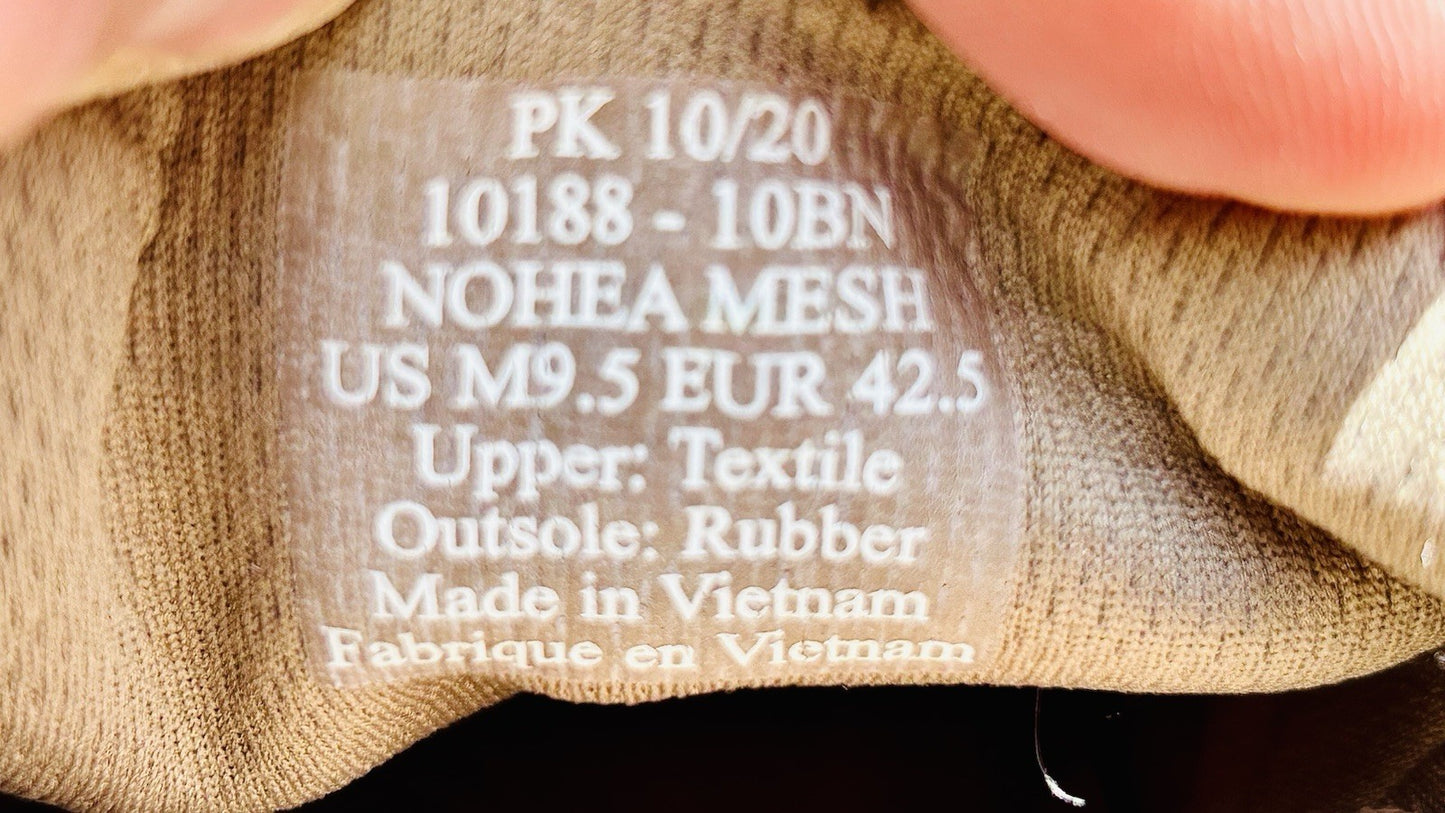 PK 10/20
10188 - 10BN
NOHEA MESH
US M9.5 EUR 42.5
Upper: Textile
Outsole: Rubber
Made in Vietnam
Fabrique en Vietnam